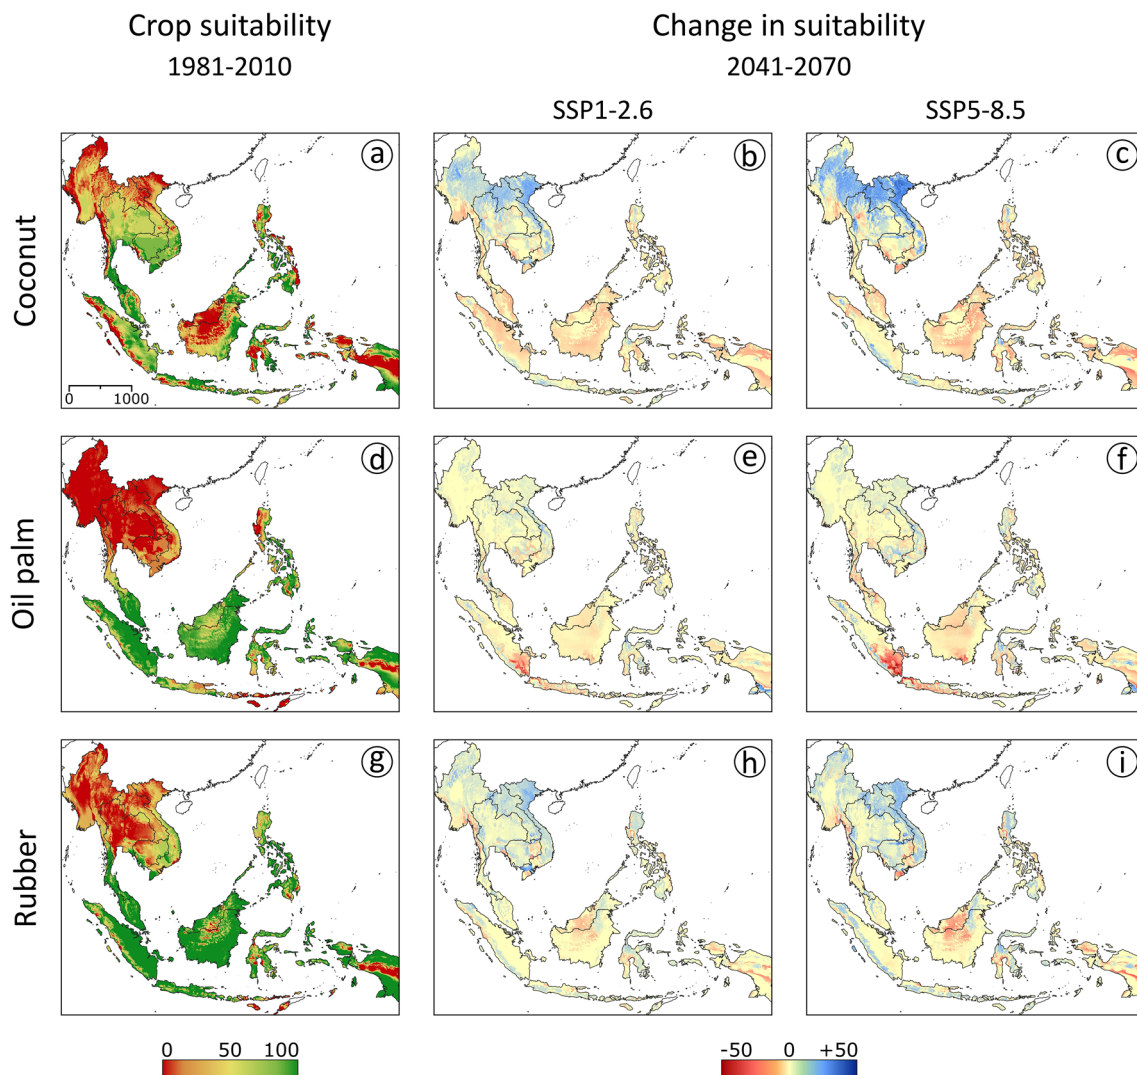 Crop suitability
Change in suitability
1981-2010
2041-2070
SSP1-2.6
SSP5-8.5
Coconut
a
b
c
0 1000
Oil palm
d
e
f
Rubber
g
h
i
0 50 100
-50 0 +50